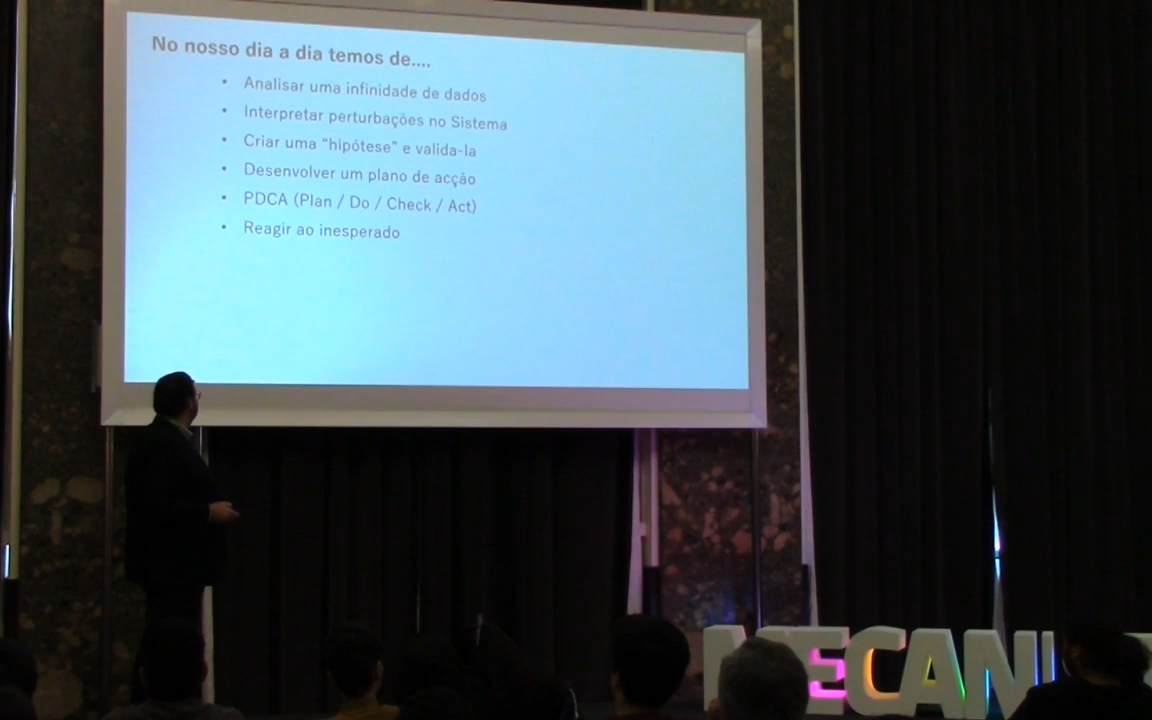 No nosso dia a dia temos de....
• Analisar uma infinidade de dados
• Interpretar perturbações no Sistema
• Criar uma "hipótese" e valida-la
• Desenvolver um plano de acção
• PDCA (Plan / Do / Check / Act)
• Reagir ao inesperado